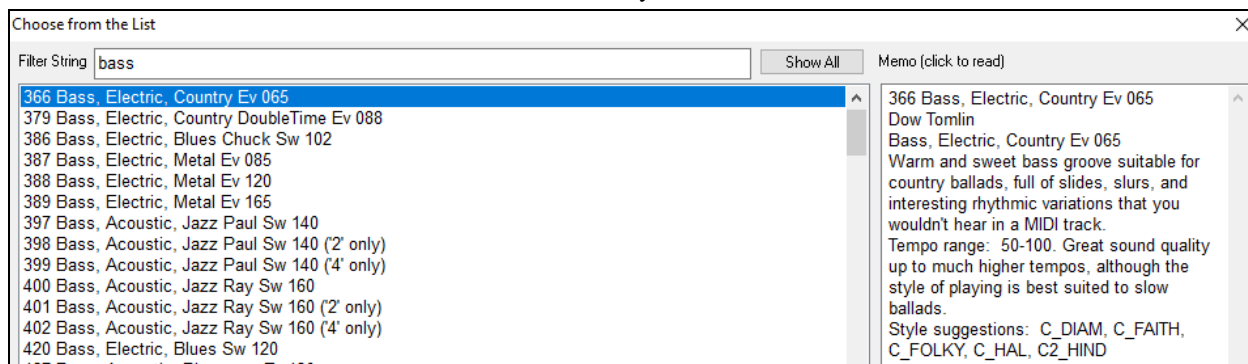 Choose from the List
Filter String bass Show All Memo (click to read)
366 Bass, Electric, Country Ev 065
379 Bass, Electric, Country DoubleTime Ev 088
386 Bass, Electric, Blues Chuck Sw 102
387 Bass, Electric, Metal Ev 085
388 Bass, Electric, Metal Ev 120
389 Bass, Electric, Metal Ev 165
397 Bass, Acoustic, Jazz Paul Sw 140
398 Bass, Acoustic, Jazz Paul Sw 140 ('2' only)
399 Bass, Acoustic, Jazz Paul Sw 140 ('4' only)
400 Bass, Acoustic, Jazz Ray Sw 160
401 Bass, Acoustic, Jazz Ray Sw 160 ('2' only)
402 Bass, Acoustic, Jazz Ray Sw 160 ('4' only)
420 Bass, Electric, Blues Sw 120
366 Bass, Electric, Country Ev 065
Dow Tomlin
Bass, Electric, Country Ev 065
Warm and sweet bass groove suitable for
country ballads, full of slides, slurs, and
interesting rhythmic variations that you
wouldn't hear in a MIDI track.
Tempo range: 50-100. Great sound quality
up to much higher tempos, although the
style of playing is best suited to slow
ballads.
Style suggestions: C_DIAM, C_FAITH,
C_FOLKY, C_HAL, C2_HIND